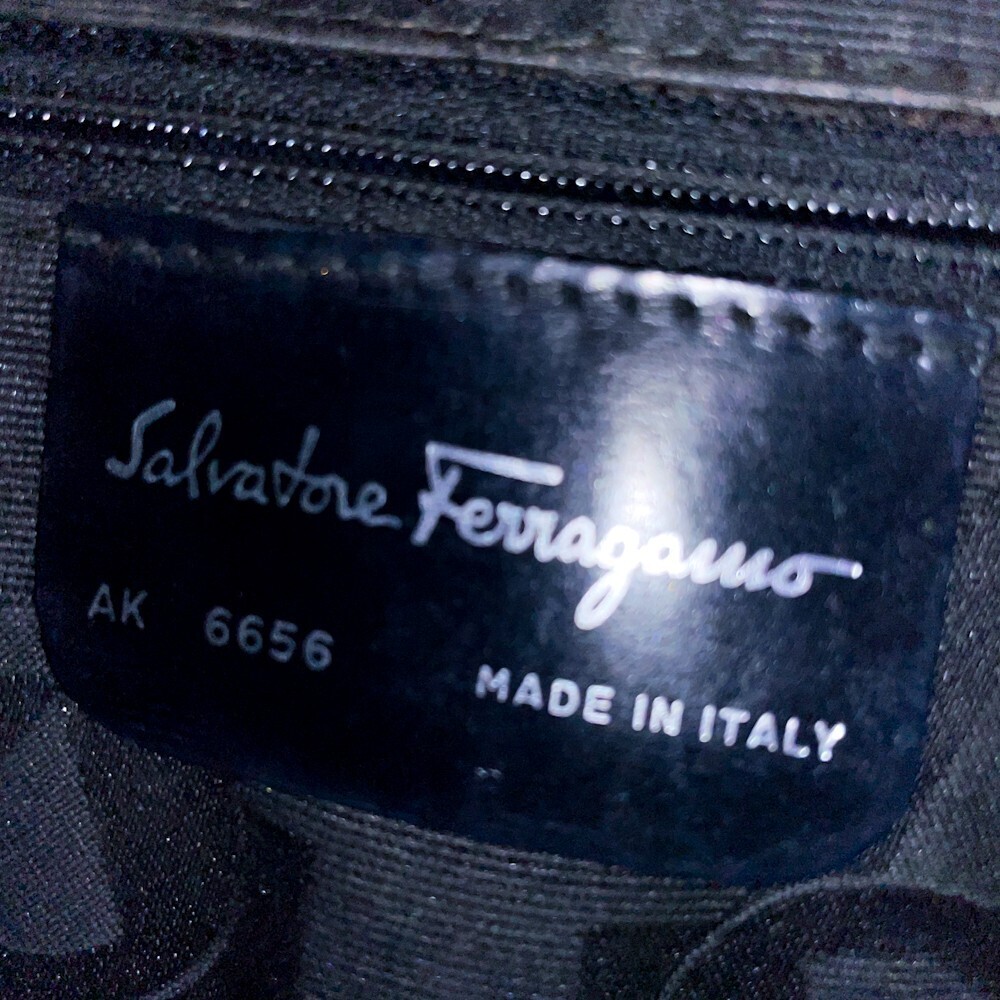 Salvatore Ferragamo
AK 6656
MADE IN ITALY